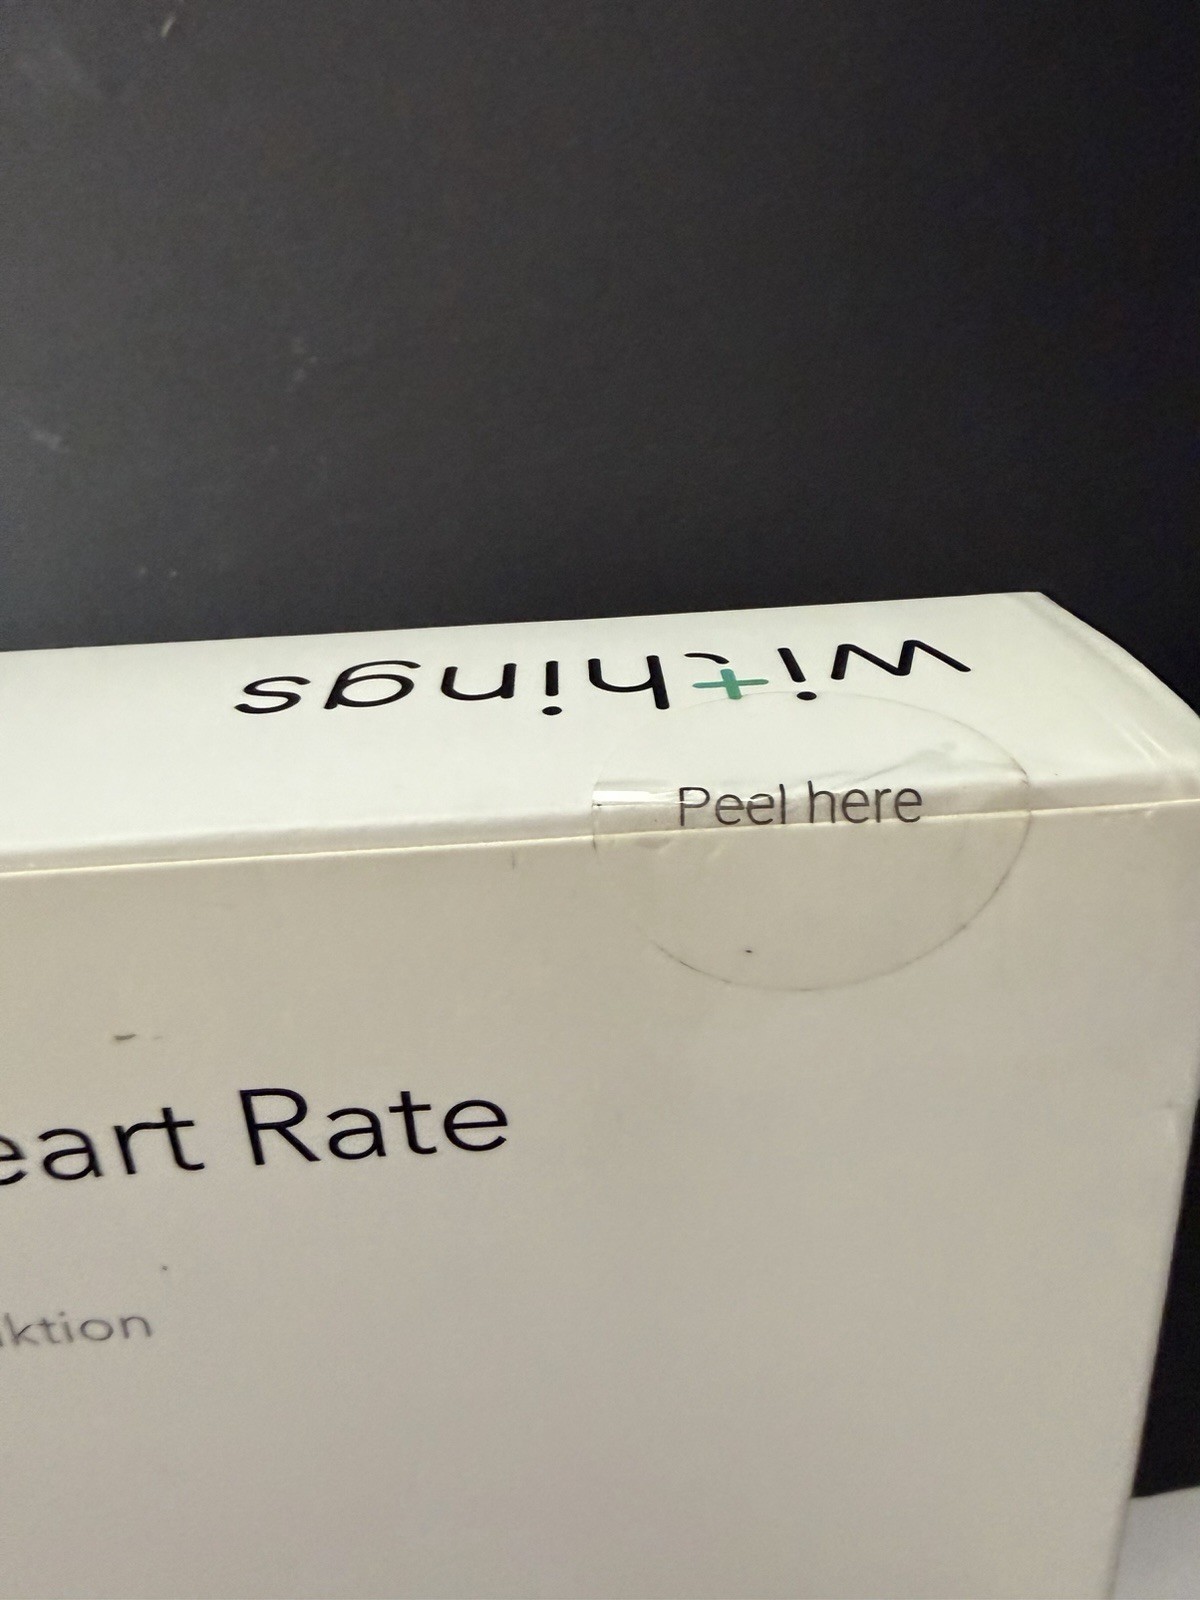 withings
Peel here
eart Rate
ktion